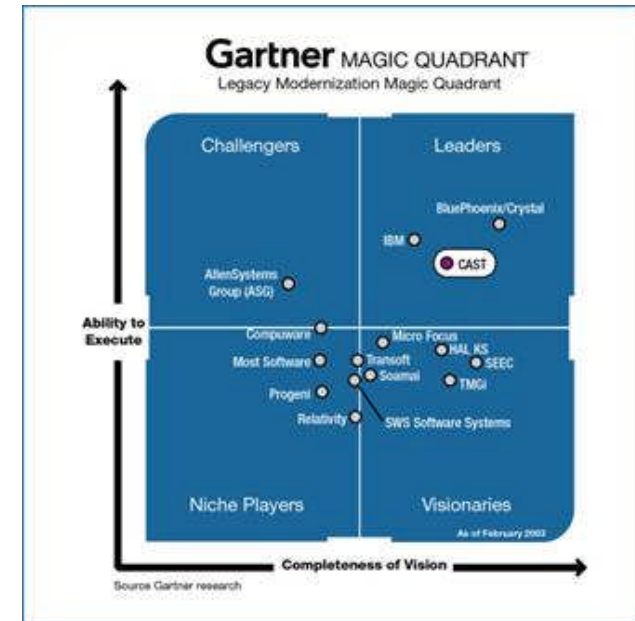 Gartner MAGIC QUADRANT
Legacy Modernization Magic Quadrant
Challengers
Leaders
BluePhoenix/Crystal
IBM
CAST
AllenSystems
Group (ASG)
Ability to
Execute
Compuware
Micro Focus
HAL KS
Most Software
Transoft
SEEC
Soamai
TMGi
Progeni
Relativity
SWS Software Systems
Niche Players
Visionaries
As of February 2003
Completeness of Vision
Source Gartner research